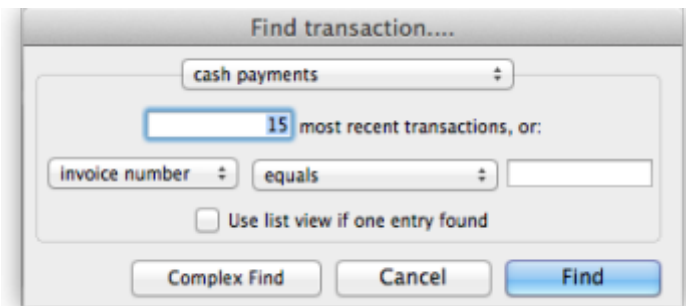 Find transaction....
cash payments
15 most recent transactions, or:
invoice number equals
Use list view if one entry found
Complex Find Cancel Find